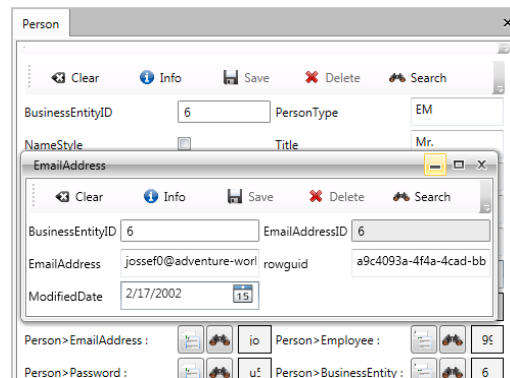 Person
Clear Info Save Delete Search
BusinessEntityID 6 PersonType EM
NameStyle Title Mr.
EmailAddress
Clear Info Save Delete Search
BusinessEntityID 6 EmailAddressID 6
EmailAddress jossef0@adventure-worl rowguid a9c4093a-4f4a-4cad-bb
ModifiedDate 2/17/2002 15
Person>EmailAddress : jo Person>Employee : 99
Person>Password : Person>BusinessEntity : 6